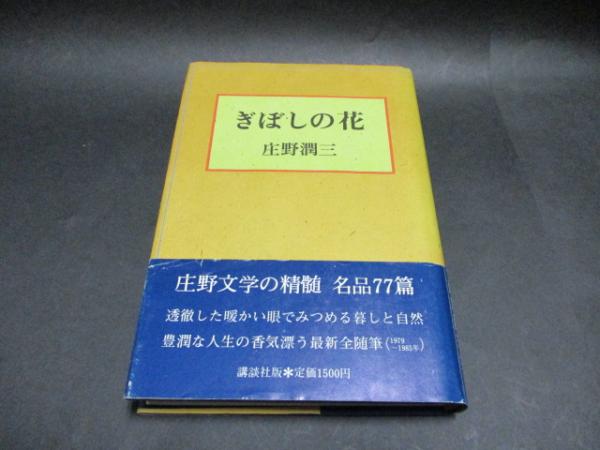 ぎぼしの花
庄野潤三
庄野文学の精髄 名品77篇
透徹した暖かい眼でみつめる暮しと自然
豊潤な人生の香気漂う最新全随筆(1979〜1985年)
講談社版*定価1500円